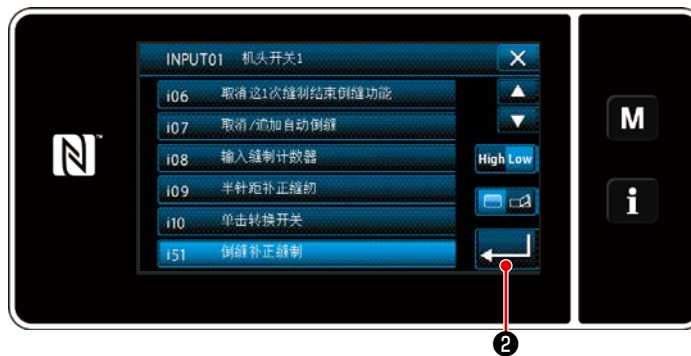 INPUT01 机头开关1
i06 取消这1次缝制结束倒缝功能
i07 取消/追加自动倒缝
i08 输入缝制计数器
i09 半针距补正缝纫
i10 单击转换开关
i51 倒缝补正缝制
High Low
M
i
N
❷